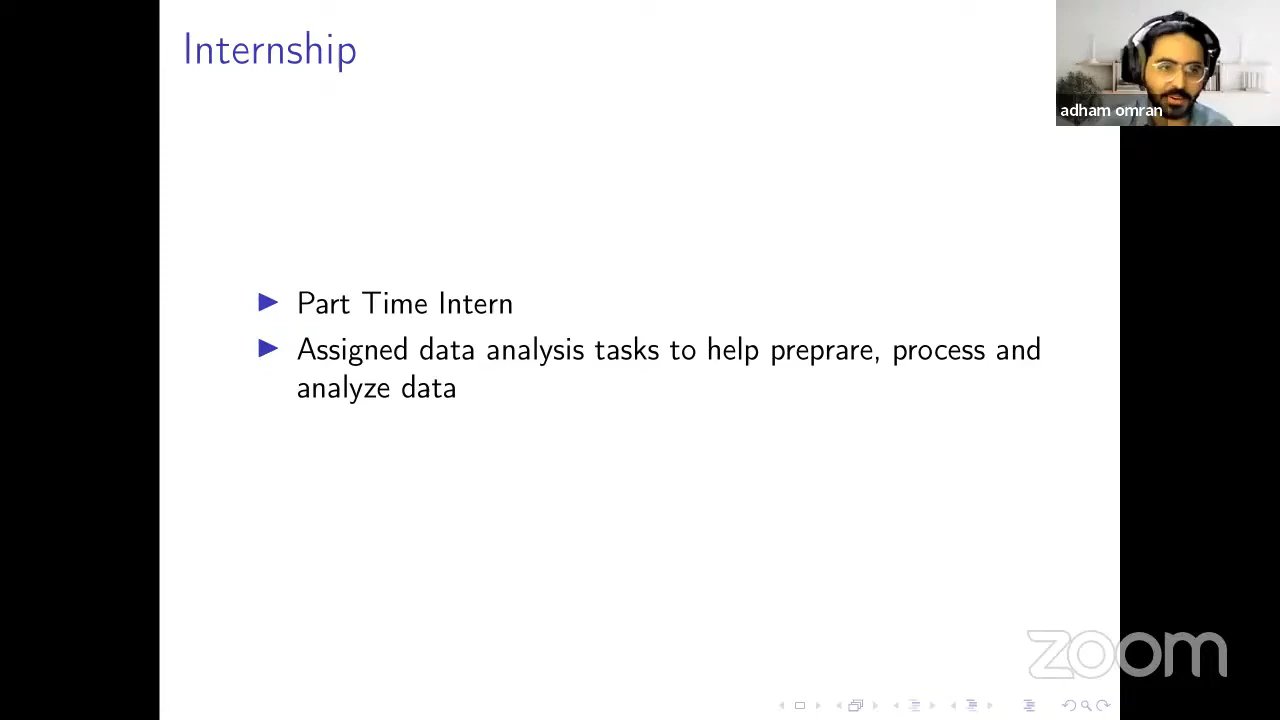 Internship
adham omran
Part Time Intern
Assigned data analysis tasks to help preprare, process and
analyze data
zoom